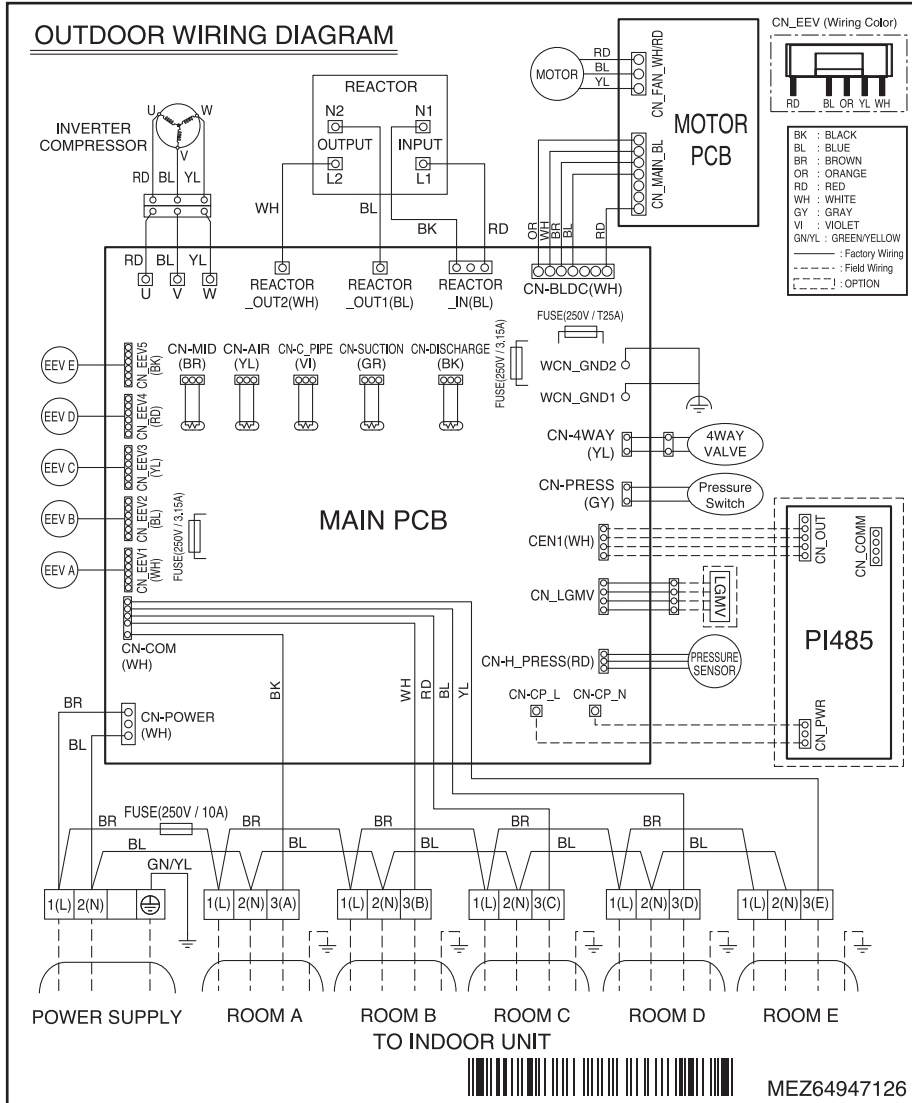 OUTDOOR WIRING DIAGRAM
INVERTER
COMPRESSOR
U
W
V
RD BL YL
RD BL YL
U V W
REACTOR
N2 N1
OUTPUT INPUT
L2 L1
WH
BL
BK
RD
REACTOR
_OUT2(WH)
REACTOR
_OUT1(BL)
REACTOR
_IN(BL)
MOTOR
RD
BL
YL
CN_FAN_WH/RD
CN_MAIN_BL
MOTOR
PCB
OR
WH
BR
BL
RD
CN-BLDC(WH)
CN_EEV (Wiring Color)
RD BL OR YL WH
BK : BLACK
BL : BLUE
BR : BROWN
OR : ORANGE
RD : RED
WH : WHITE
GY : GRAY
VI : VIOLET
GN/YL : GREEN/YELLOW
: Factory Wiring
: Field Wiring
: OPTION
FUSE(250V / T25A)
FUSE(250V / 3.15A)
WCN_GND2
WCN_GND1
CN-MID
(BR)
CN-AIR
(YL)
CN-C_PIPE
(VI)
CN-SUCTION
(GR)
CN-DISCHARGE
(BK)
EEV E
CN_EEV5
(BK)
EEV D
CN_EEV4
(RD)
EEV C
CN_EEV3
(YL)
EEV B
CN_EEV2
(BL)
EEV A
CN_EEV1
(WH)
FUSE(250V / 3.15A)
MAIN PCB
CN-4WAY
(YL)
4WAY
VALVE
CN-PRESS
(GY)
Pressure
Switch
CEN1(WH)
CN_LGMV
LGMV
CN-H_PRESS(RD)
PRESSURE
SENSOR
CN-CP_L
CN-CP_N
CN_OUT
CN_COMM
PI485
CN_PWR
CN-COM
(WH)
BK
WH
RD
BL
YL
BR
CN-POWER
(WH)
BL
FUSE(250V / 10A)
BR BR BR BR BR
BL BL BL BL BL
GN/YL
1(L) 2(N)
1(L) 2(N) 3(A)
1(L) 2(N) 3(B)
1(L) 2(N) 3(C)
1(L) 2(N) 3(D)
1(L) 2(N) 3(E)
POWER SUPPLY
ROOM A
ROOM B
ROOM C
ROOM D
ROOM E
TO INDOOR UNIT
MEZ64947126